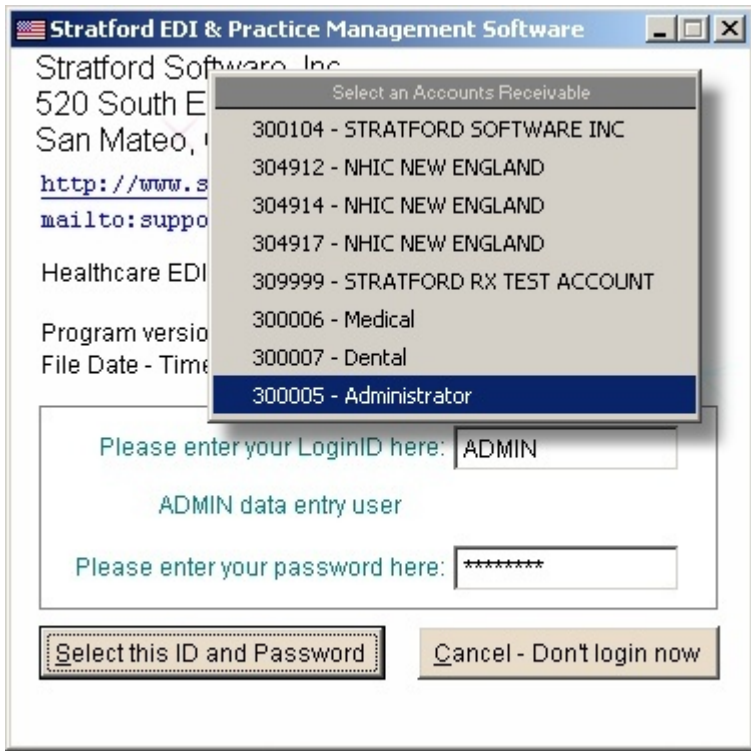 Stratford EDI & Practice Management Software
Stratford Software, Inc.
520 South E
San Mateo,
http://www.s
mailto:suppo
Healthcare EDI
Program versio
File Date - Time
Select an Accounts Receivable
300104 - STRATFORD SOFTWARE INC
304912 - NHIC NEW ENGLAND
304914 - NHIC NEW ENGLAND
304917 - NHIC NEW ENGLAND
309999 - STRATFORD RX TEST ACCOUNT
300006 - Medical
300007 - Dental
300005 - Administrator
Please enter your LoginID here: ADMIN
ADMIN data entry user
Please enter your password here: ********
Select this ID and Password Cancel - Don't login now